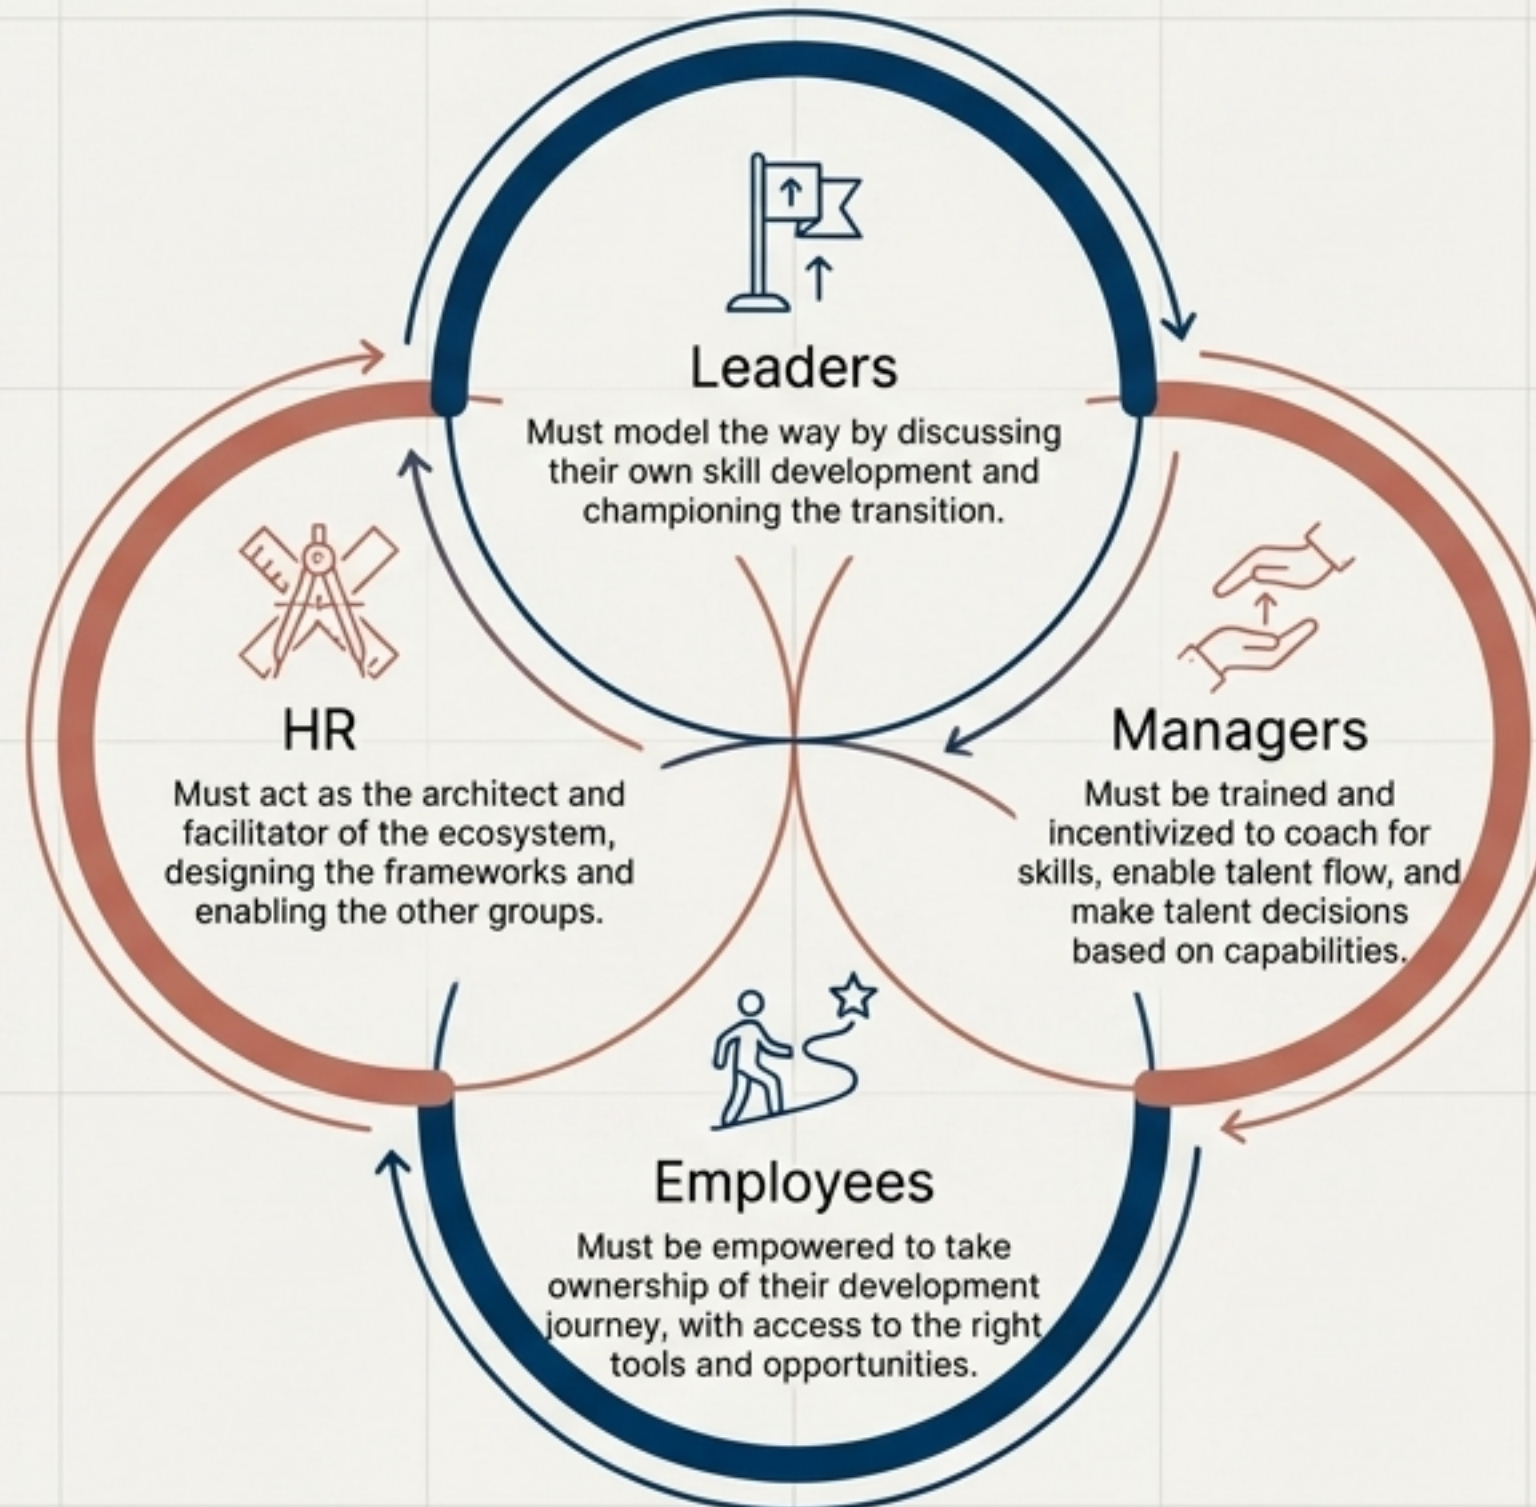 Leaders
Must model the way by discussing
their own skill development and
championing the transition.
HR
Must act as the architect and
facilitator of the ecosystem,
designing the frameworks and
enabling the other groups.
Managers
Must be trained and
incentivized to coach for
skills, enable talent flow, and
make talent decisions
based on capabilities.
Employees
Must be empowered to take
ownership of their development
journey, with access to the right
tools and opportunities.